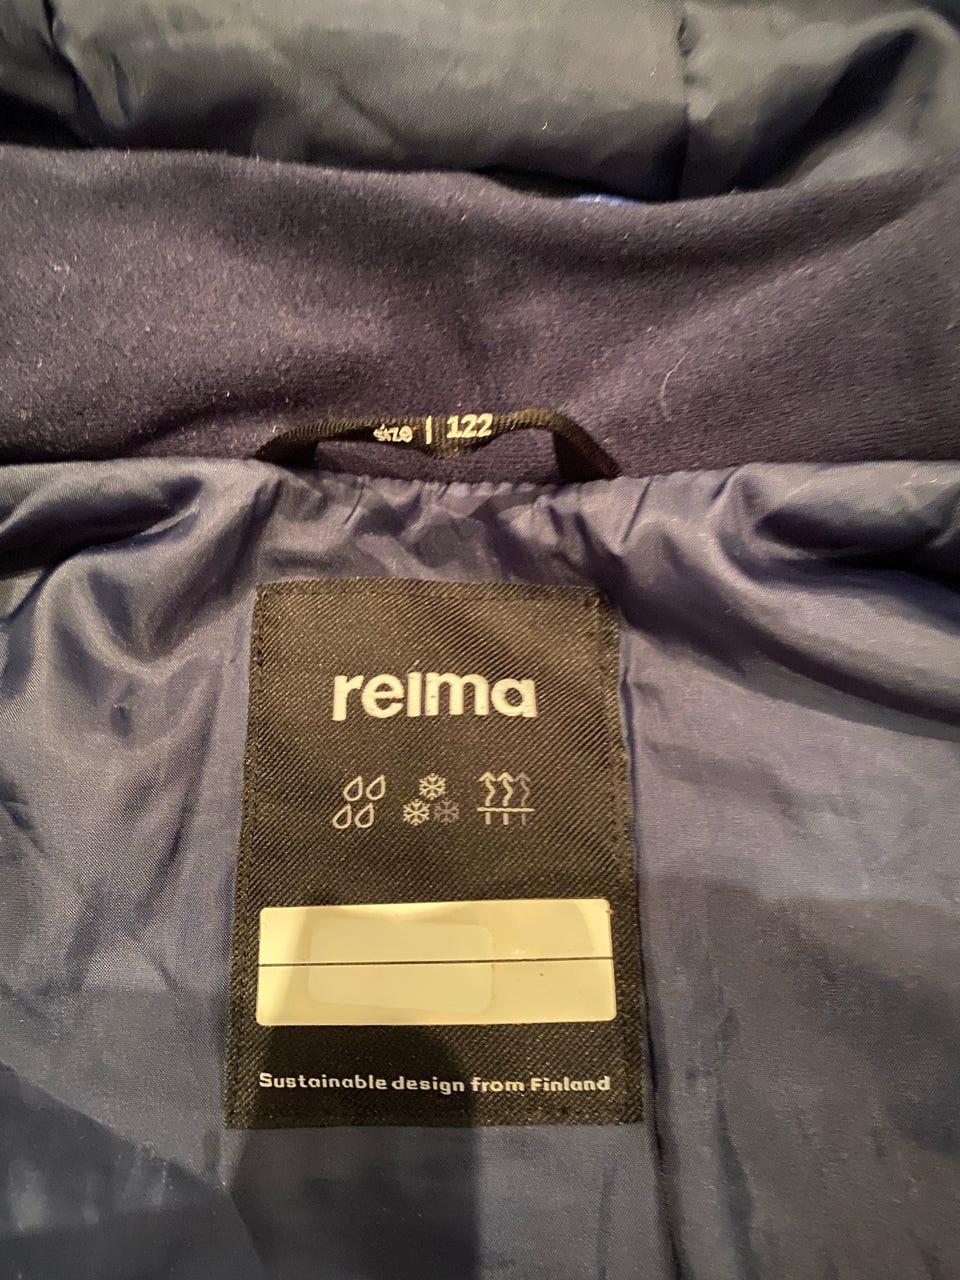 size | 122
reima
Sustainable design from Finland